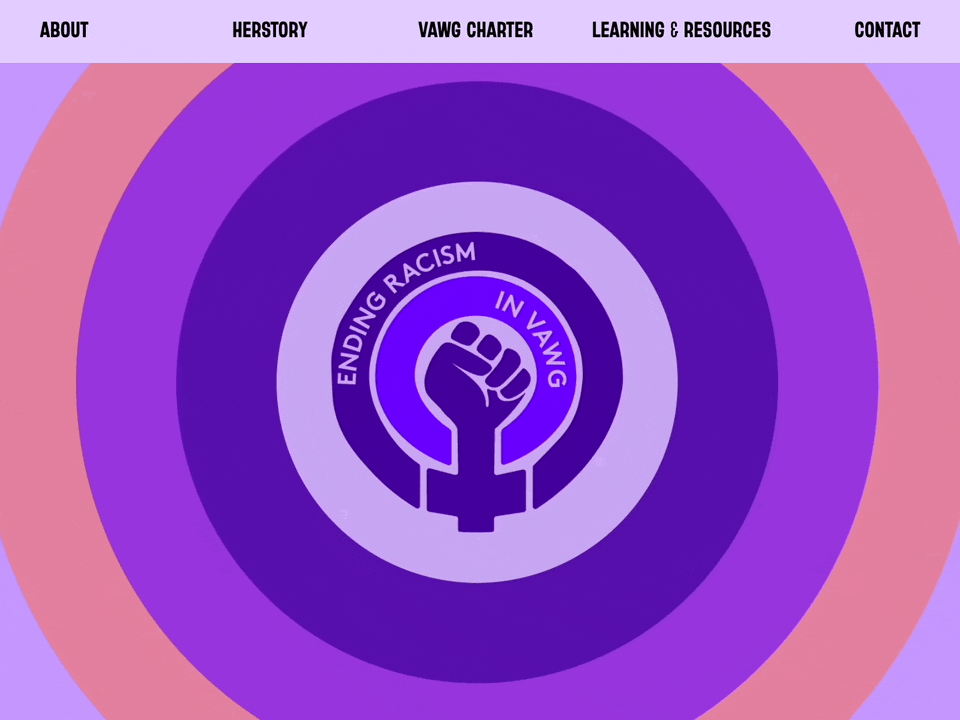 ABOUT
HERSTORY
VAWG CHARTER
LEARNING & RESOURCES
CONTACT
ENDING RACISM
IN VAWG